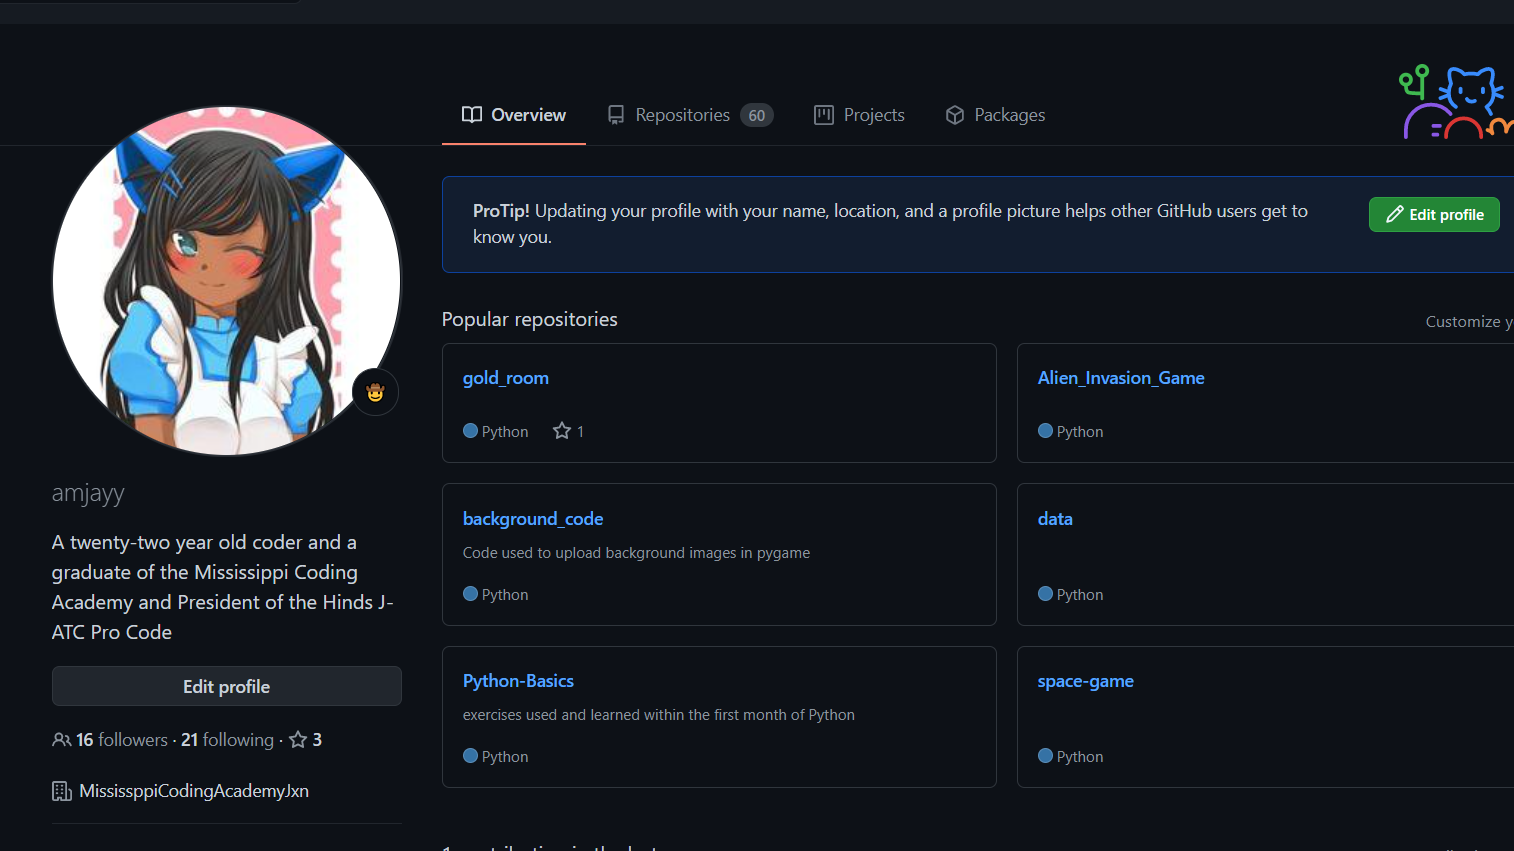 Overview
Repositories 60
Projects
Packages
ProTip! Updating your profile with your name, location, and a profile picture helps other GitHub users get to
know you.
Edit profile
Popular repositories
Customize y
gold_room
Python 1
Alien_Invasion_Game
Python
background_code
Code used to upload background images in pygame
Python
data
Python
Python-Basics
exercises used and learned within the first month of Python
Python
space-game
Python
amjayy
A twenty-two year old coder and a
graduate of the Mississippi Coding
Academy and President of the Hinds J-
ATC Pro Code
Edit profile
16 followers · 21 following · 3
MississppiCodingAcademyJxn